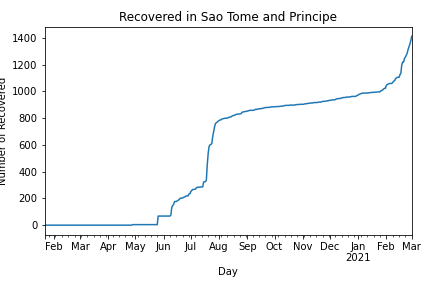 Recovered in Sao Tome and Principe
Number of Recovered
1400
1200
1000
800
600
400
200
0
Feb Mar Apr May Jun Jul Aug Sep Oct Nov Dec Jan Feb Mar
2021
Day